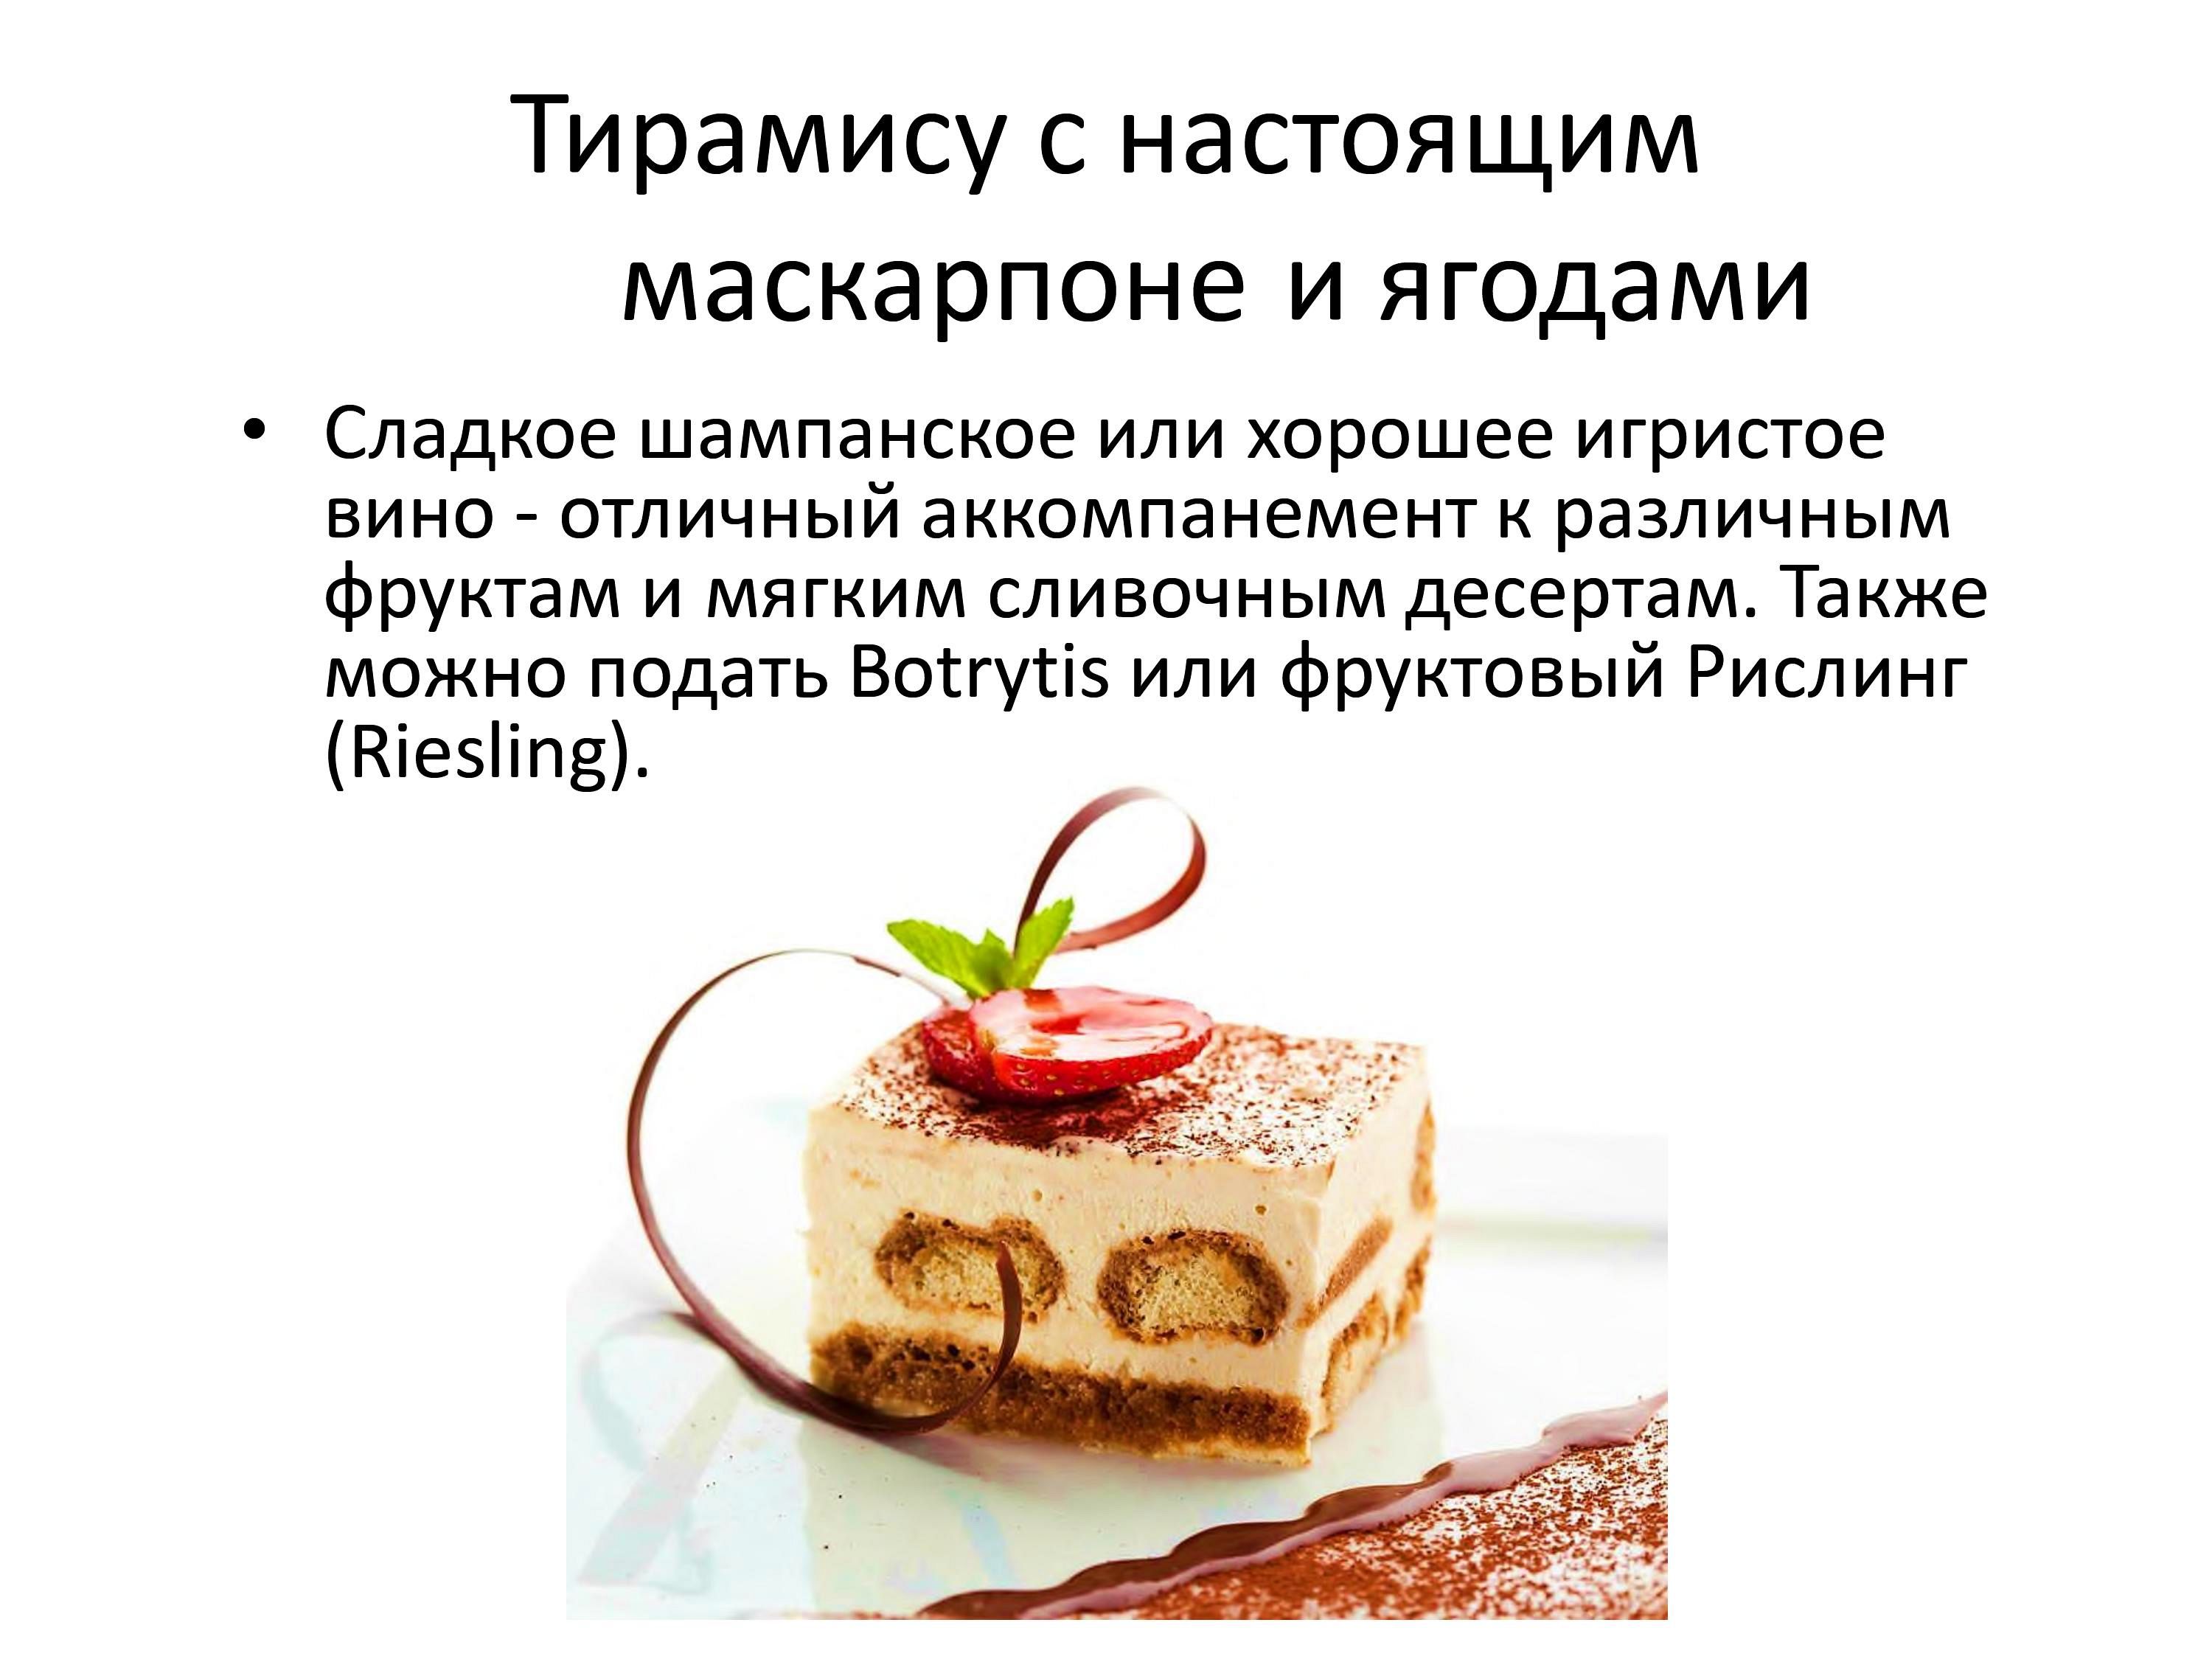 Тирамису с настоящим
маскарпоне и ягодами
• Сладкое шампанское или хорошее игристое
вино - отличный аккомпанемент к различным
фруктам и мягким сливочным десертам. Также
можно подать Botrytis или фруктовый Рислинг
(Riesling).